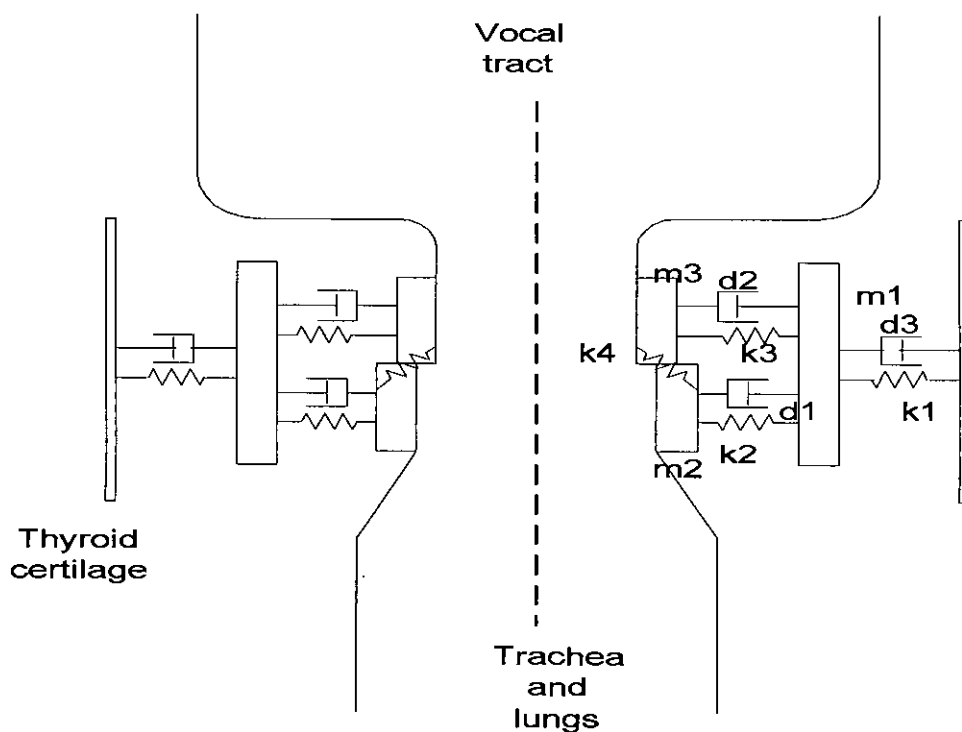 Vocal
tract
m3
d2
m1
d3
k4
k3
k1
d1
k2
m2
Thyroid
certilage
Trachea
and
lungs